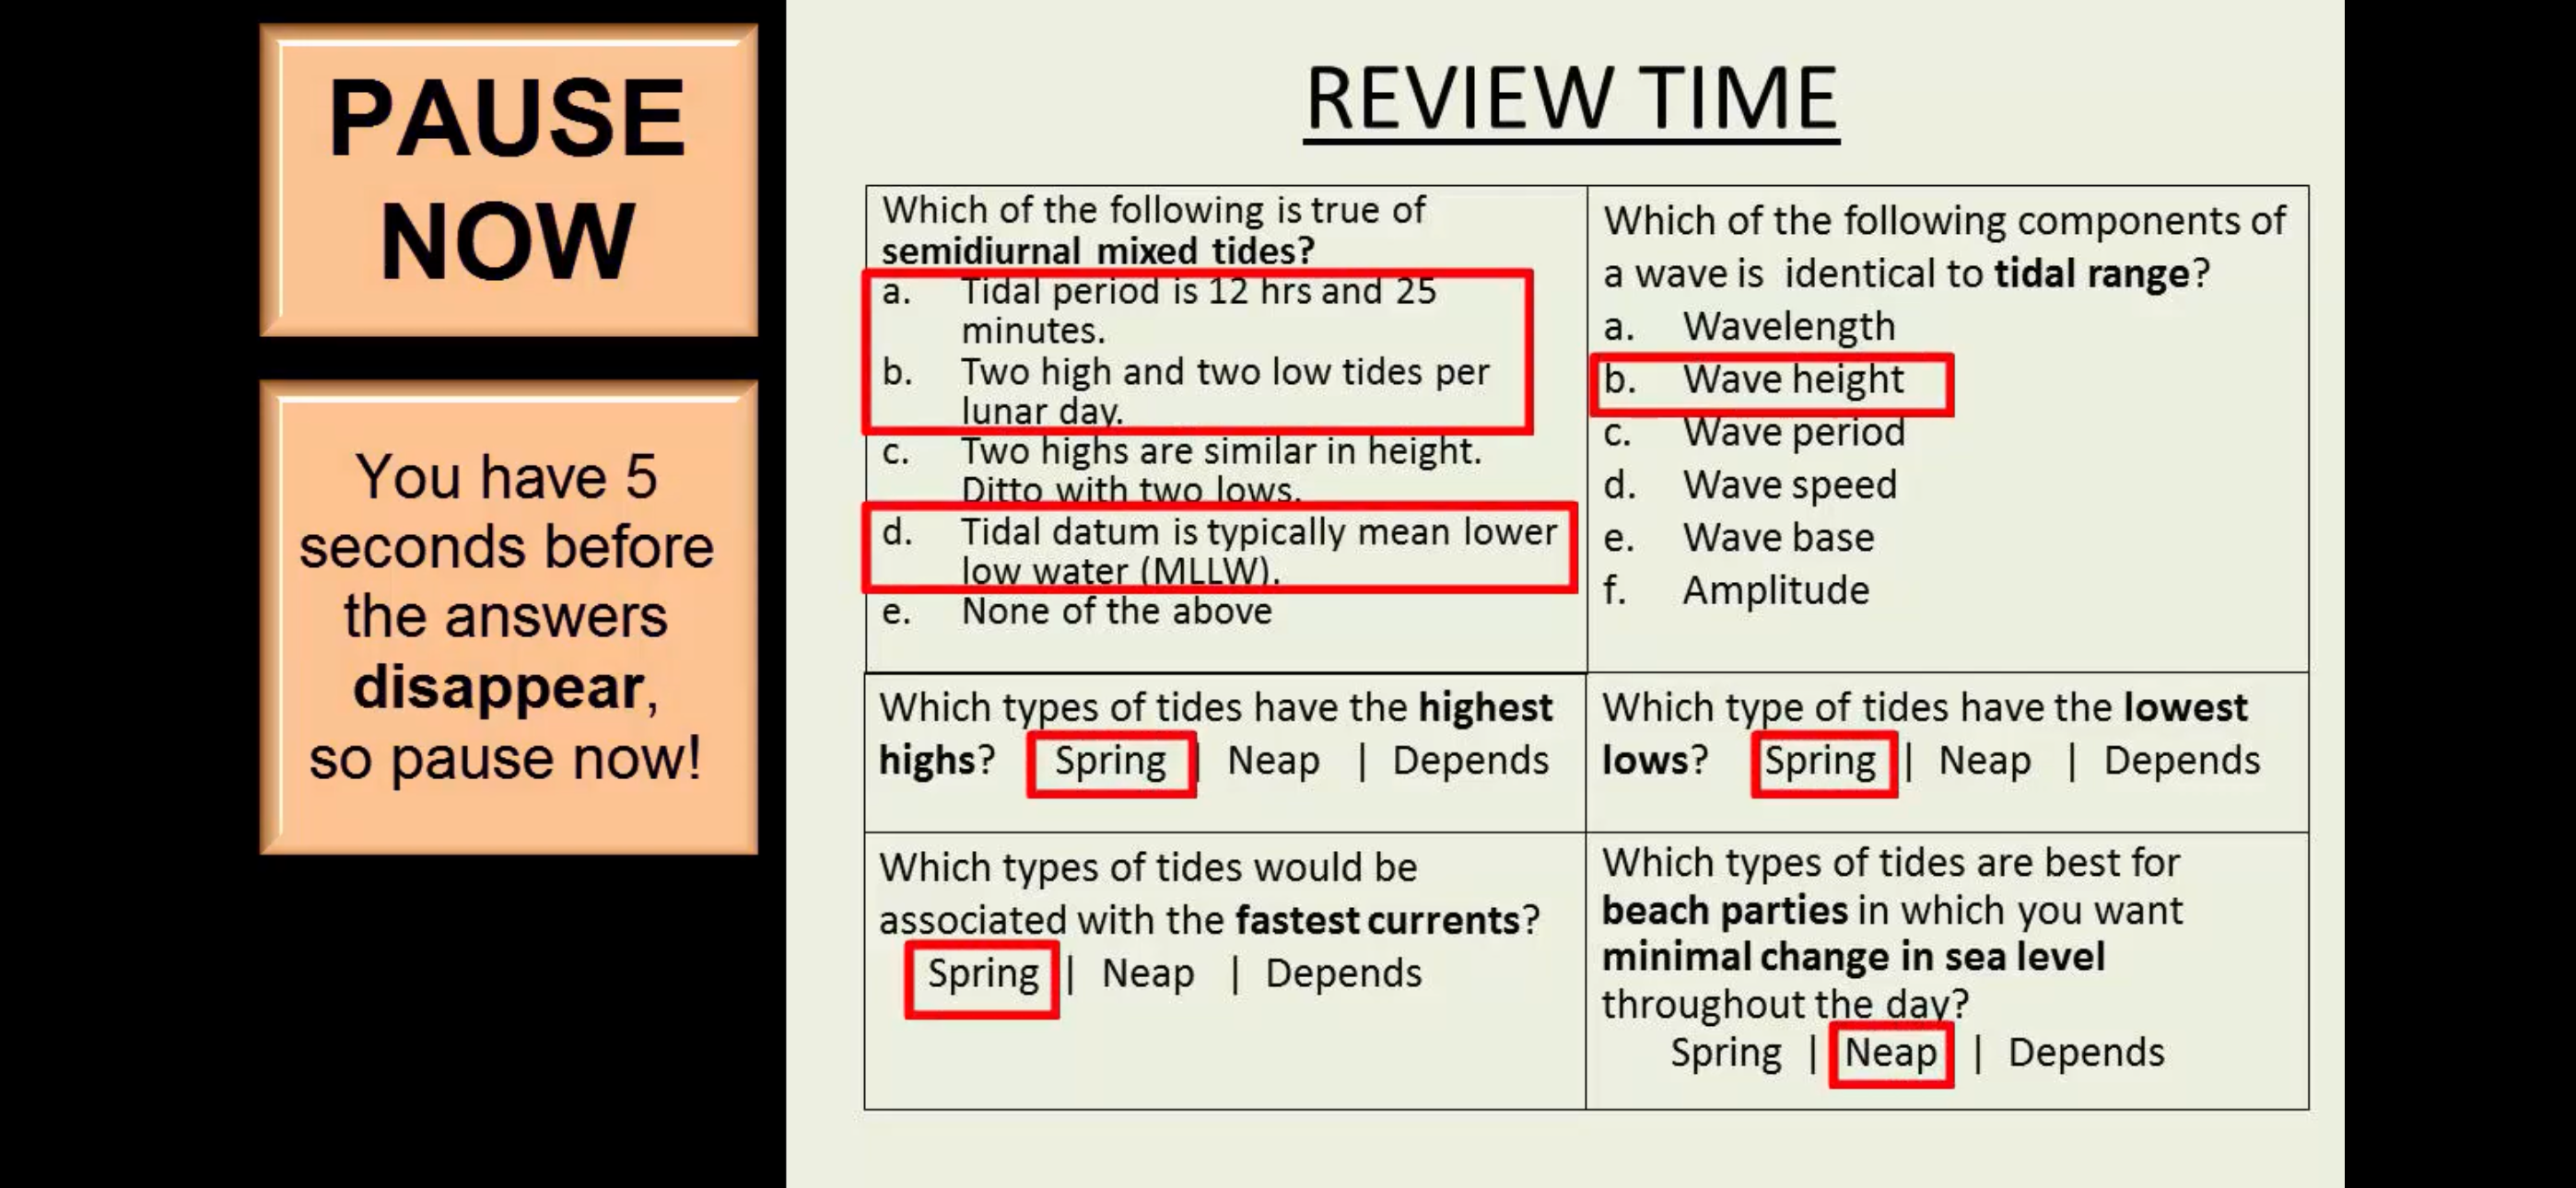 PAUSE
NOW
You have 5
seconds before
the answers
disappear,
so pause now!
REVIEW TIME
Which of the following is true of
semidiurnal mixed tides?
a. Tidal period is 12 hrs and 25
minutes.
b. Two high and two low tides per
lunar day.
c. Two highs are similar in height.
Ditto with two lows.
d. Tidal datum is typically mean lower
low water (MLLW).
e. None of the above
Which of the following components of
a wave is identical to tidal range?
a. Wavelength
b. Wave height
c. Wave period
d. Wave speed
e. Wave base
f. Amplitude
Which types of tides have the highest
highs? Spring | Neap | Depends
Which type of tides have the lowest
lows? Spring | Neap | Depends
Which types of tides would be
associated with the fastest currents?
Spring | Neap | Depends
Which types of tides are best for
beach parties in which you want
minimal change in sea level
throughout the day?
Spring | Neap | Depends